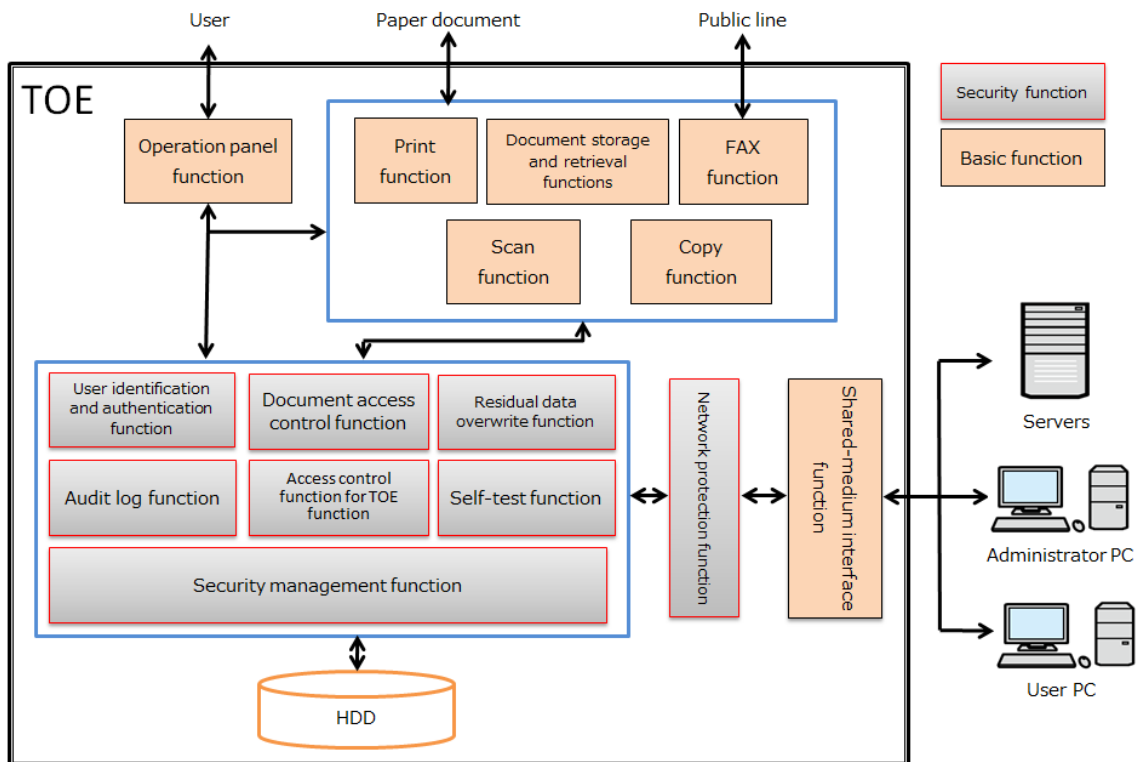 User
Paper document
Public line
TOE
Operation panel
function
Print
function
Document storage
and retrieval
functions
FAX
function
Scan
function
Copy
function
Security function
Basic function
User identification
and authentication
function
Document access
control function
Residual data
overwrite function
Audit log function
Access control
function for TOE
function
Self-test function
Security management function
Network protection function
Shared-medium interface
function
HDD
Servers
Administrator PC
User PC